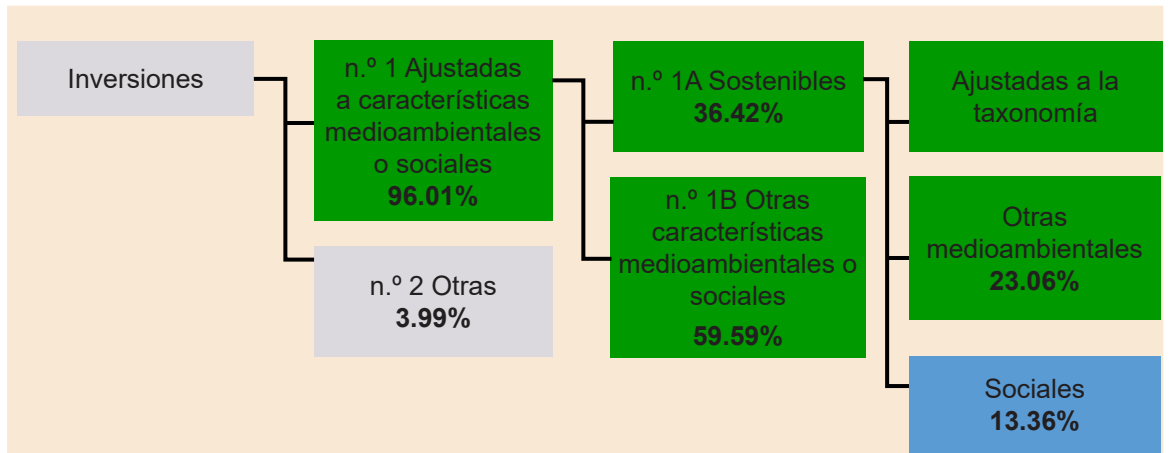 Inversiones
n.º 1 Ajustadas
a características
medioambientales
o sociales
96.01%
n.º 2 Otras
3.99%
n.º 1A Sostenibles
36.42%
n.º 1B Otras
características
medioambientales o
sociales
59.59%
Ajustadas a la
taxonomía
Otras
medioambientales
23.06%
Sociales
13.36%